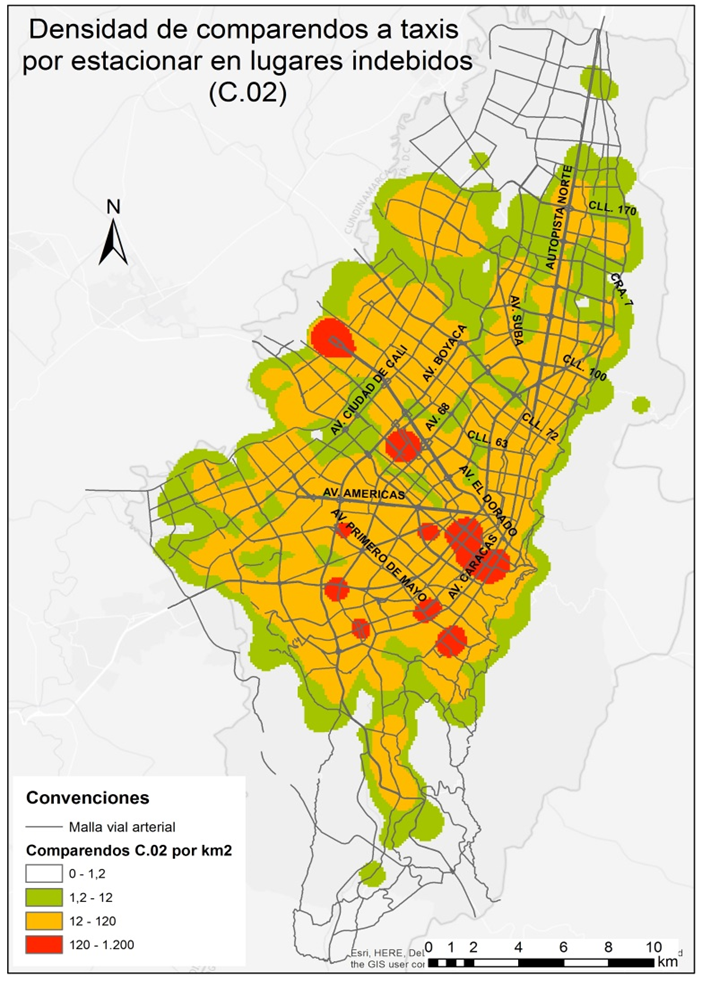 Densidad de comparendos a taxis
por estacionar en lugares indebidos
(C.02)
N
CUNDINAMARCA
AUTOPISTA NORTE
CLL. 170
CRA. 7
AV. SUBA
AV. BOYACA
CLL. 100
AV. CIUDAD DE CALI
AV. 68
CLL. 72
CLL. 63
AV. EL DORADO
AV. AMERICAS
AV. PRIMERO DE MAYO
AV. CARACAS
Convenciones
Malla vial arterial
Comparendos C.02 por km2
0 - 1,2
1,2 - 12
12 - 120
120 - 1.200
Esri, HERE,
the GIS user
0 1 2 4 6 8 10
km